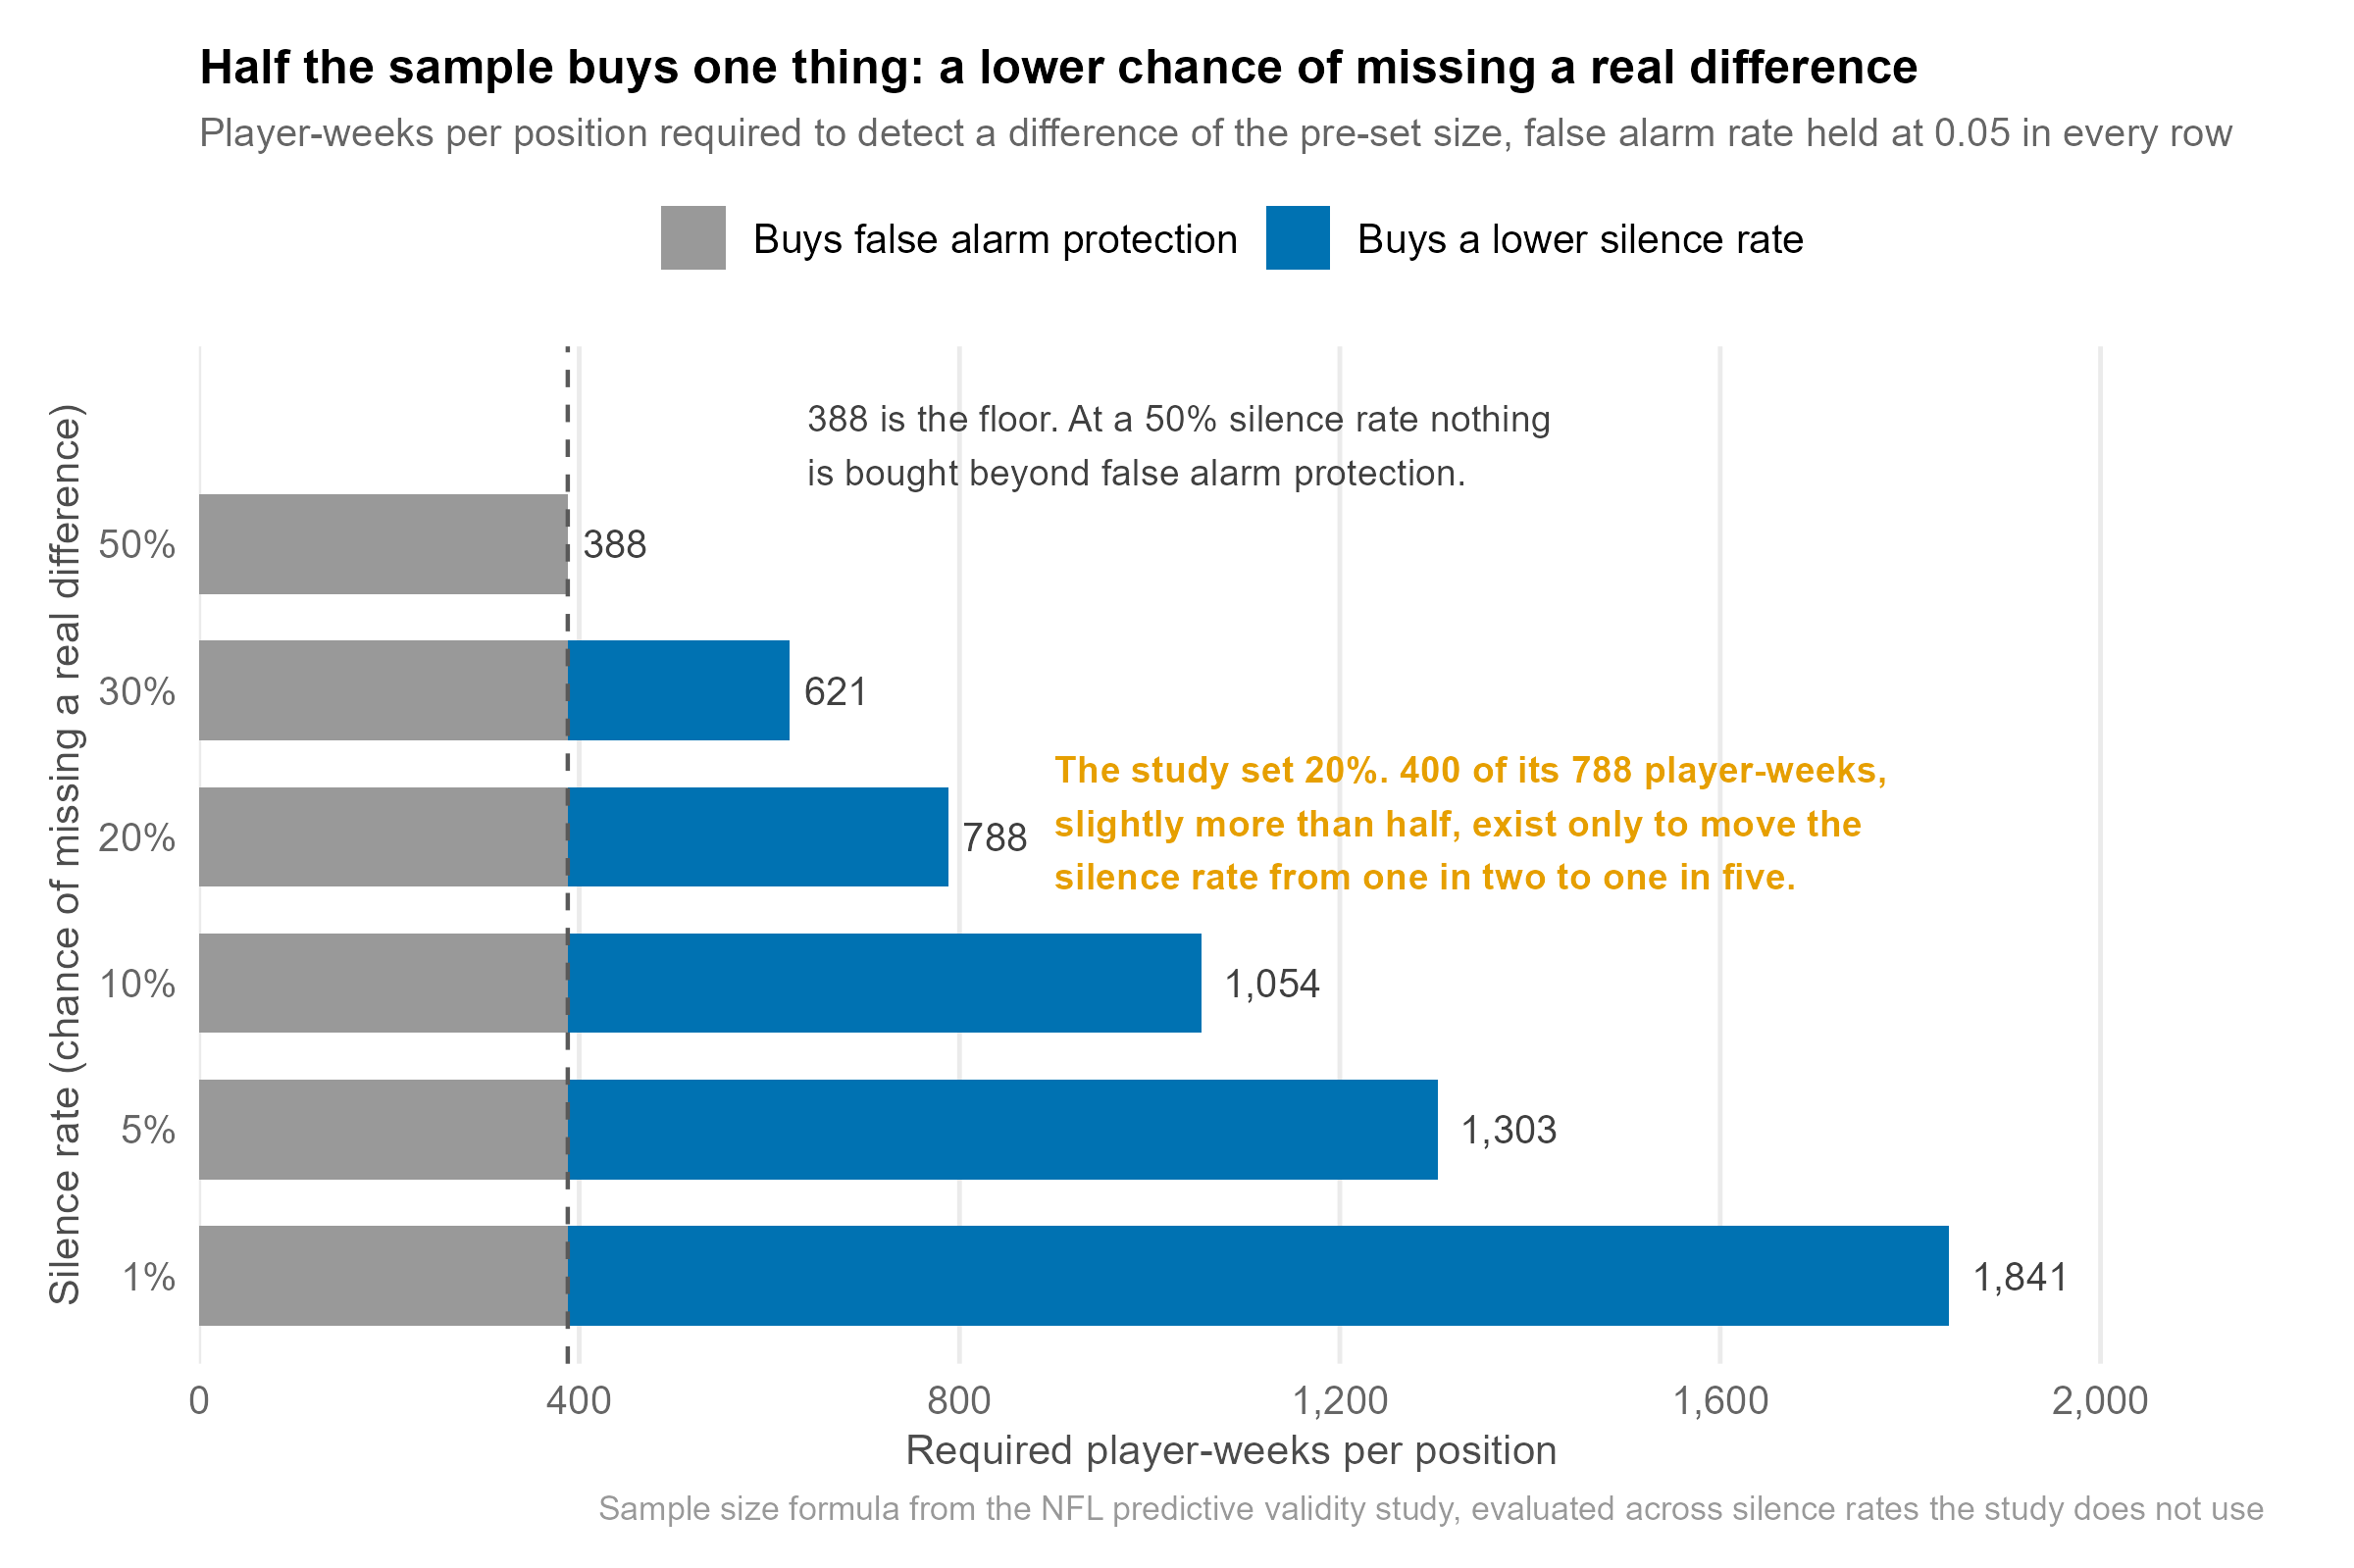 Half the sample buys one thing: a lower chance of missing a real difference
Player-weeks per position required to detect a difference of the pre-set size, false alarm rate held at 0.05 in every row
Buys false alarm protection
Buys a lower silence rate
388 is the floor. At a 50% silence rate nothing
is bought beyond false alarm protection.
Silence rate (chance of missing a real difference)
50%
388
30%
621
The study set 20%. 400 of its 788 player-weeks,
slightly more than half, exist only to move the
silence rate from one in two to one in five.
20%
788
10%
1,054
5%
1,303
1%
1,841
0
400
800
1,200
1,600
2,000
Required player-weeks per position
Sample size formula from the NFL predictive validity study, evaluated across silence rates the study does not use